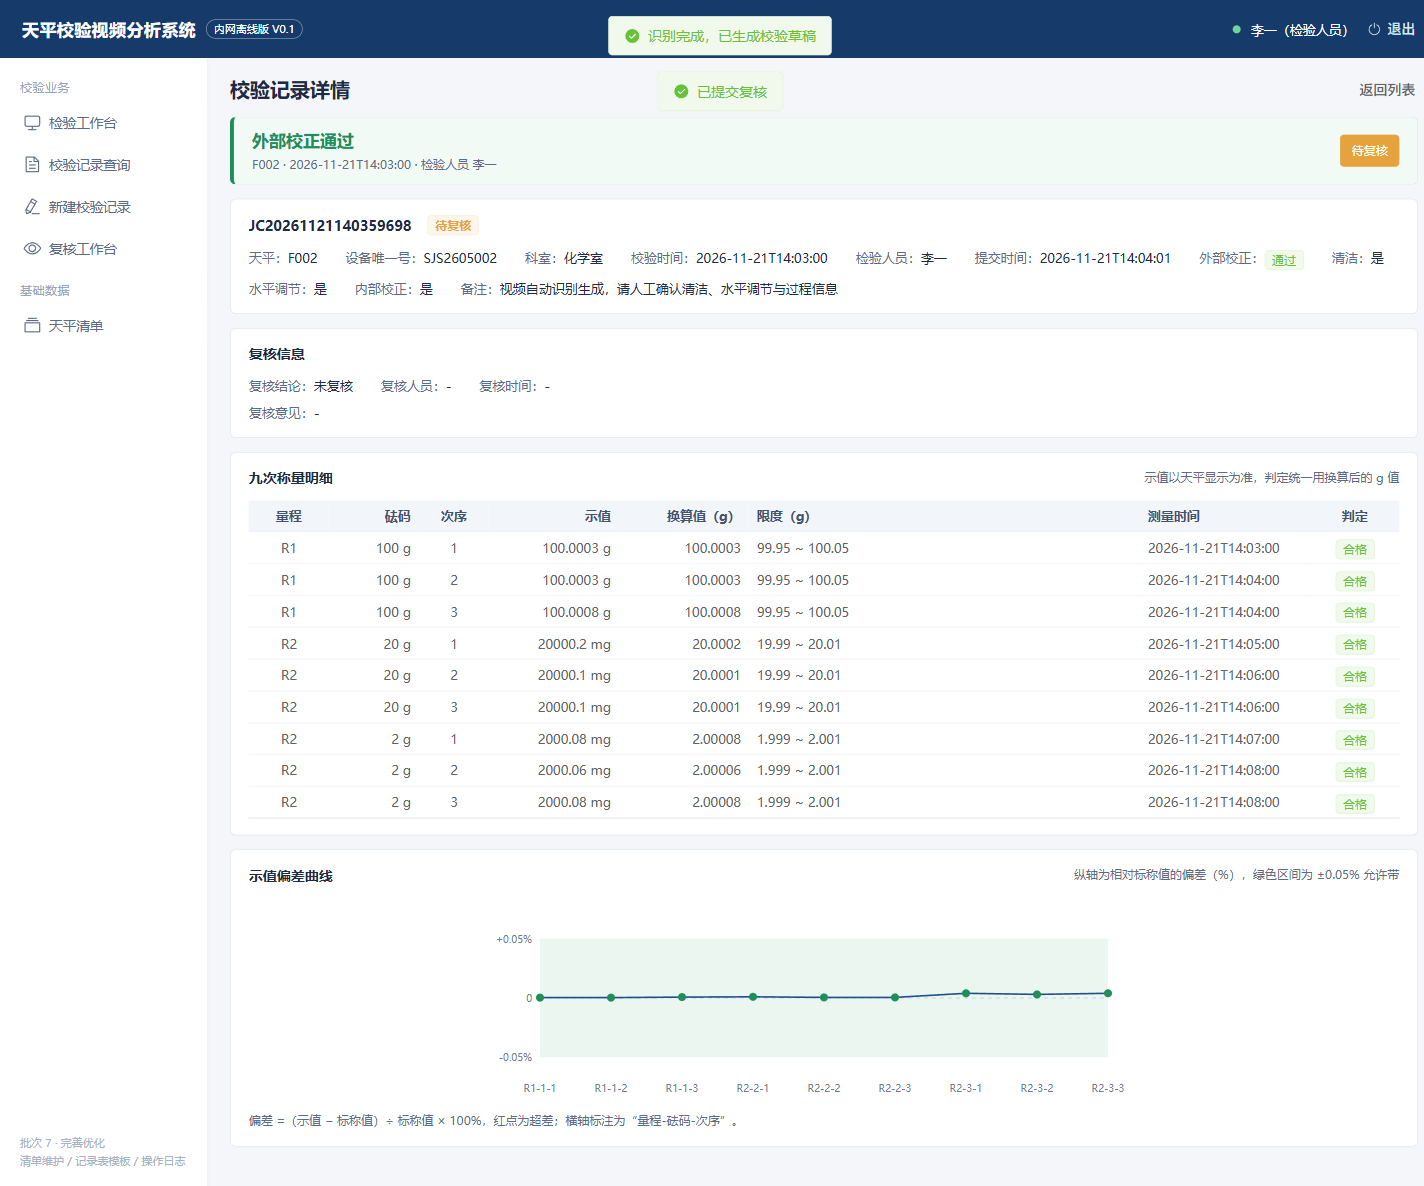 天平校验视频分析系统 内网离线版 V0.1
识别完成，已生成校验草稿
李一（检验人员） 退出
校验业务
检验工作台
校验记录查询
新建校验记录
复核工作台
基础数据
天平清单
批次 7 · 完善优化
清单维护 / 记录表模板 / 操作日志
校验记录详情
已提交复核
返回列表
外部校正通过
F002 · 2026-11-21T14:03:00 · 检验人员 李一
待复核
JC20261121140359698 待复核
天平：F002 设备唯一号：SJS2605002 科室：化学室 校验时间：2026-11-21T14:03:00 检验人员：李一 提交时间：2026-11-21T14:04:01 外部校正：通过 清洁：是
水平调节：是 内部校正：是 备注：视频自动识别生成，请人工确认清洁、水平调节与过程信息
复核信息
复核结论：未复核 复核人员：- 复核时间：-
复核意见：-
九次称量明细 示值以天平显示为准，判定统一用换算后的 g 值
量程 砝码 次序 示值 换算值（g） 限度（g） 测量时间 判定
R1 100 g 1 100.0003 g 100.0003 99.95 ~ 100.05 2026-11-21T14:03:00 合格
R1 100 g 2 100.0003 g 100.0003 99.95 ~ 100.05 2026-11-21T14:04:00 合格
R1 100 g 3 100.0008 g 100.0008 99.95 ~ 100.05 2026-11-21T14:04:00 合格
R2 20 g 1 20000.2 mg 20.0002 19.99 ~ 20.01 2026-11-21T14:05:00 合格
R2 20 g 2 20000.1 mg 20.0001 19.99 ~ 20.01 2026-11-21T14:06:00 合格
R2 20 g 3 20000.1 mg 20.0001 19.99 ~ 20.01 2026-11-21T14:06:00 合格
R2 2 g 1 2000.08 mg 2.00008 1.999 ~ 2.001 2026-11-21T14:07:00 合格
R2 2 g 2 2000.06 mg 2.00006 1.999 ~ 2.001 2026-11-21T14:08:00 合格
R2 2 g 3 2000.08 mg 2.00008 1.999 ~ 2.001 2026-11-21T14:08:00 合格
示值偏差曲线 纵轴为相对标称值的偏差（%），绿色区间为 ±0.05% 允许带
+0.05%
0
-0.05%
R1-1-1 R1-1-2 R1-1-3 R2-2-1 R2-2-2 R2-2-3 R2-3-1 R2-3-2 R2-3-3
偏差 =（示值 − 标称值）÷ 标称值 × 100%，红点为超差；横轴标注为“量程-砝码-次序”。